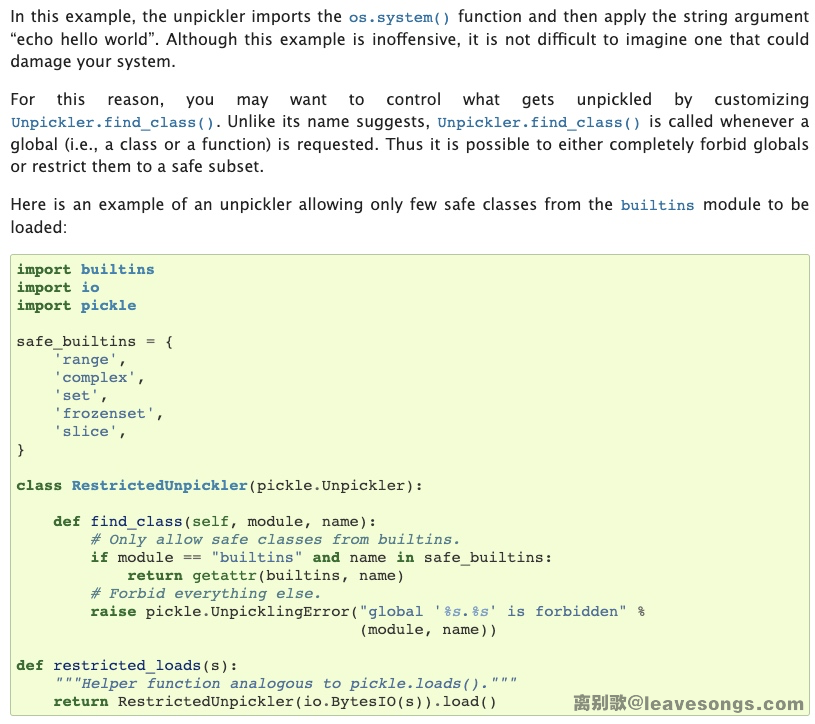 In this example, the unpickler imports the os.system() function and then apply the string argument
“echo hello world”. Although this example is inoffensive, it is not difficult to imagine one that could
damage your system.
For this reason, you may want to control what gets unpickled by customizing
Unpickler.find_class(). Unlike its name suggests, Unpickler.find_class() is called whenever a
global (i.e., a class or a function) is requested. Thus it is possible to either completely forbid globals
or restrict them to a safe subset.
Here is an example of an unpickler allowing only few safe classes from the builtins module to be
loaded:
import builtins
import io
import pickle
safe_builtins = {
    'range',
    'complex',
    'set',
    'frozenset',
    'slice',
}
class RestrictedUnpickler(pickle.Unpickler):
    def find_class(self, module, name):
        # Only allow safe classes from builtins.
        if module == "builtins" and name in safe_builtins:
            return getattr(builtins, name)
        # Forbid everything else.
        raise pickle.UnpicklingError("global '%s.%s' is forbidden" %
                                     (module, name))
def restricted_loads(s):
    """Helper function analogous to pickle.loads()."""
    return RestrictedUnpickler(io.BytesIO(s)).load()
离别歌@leavesongs.com